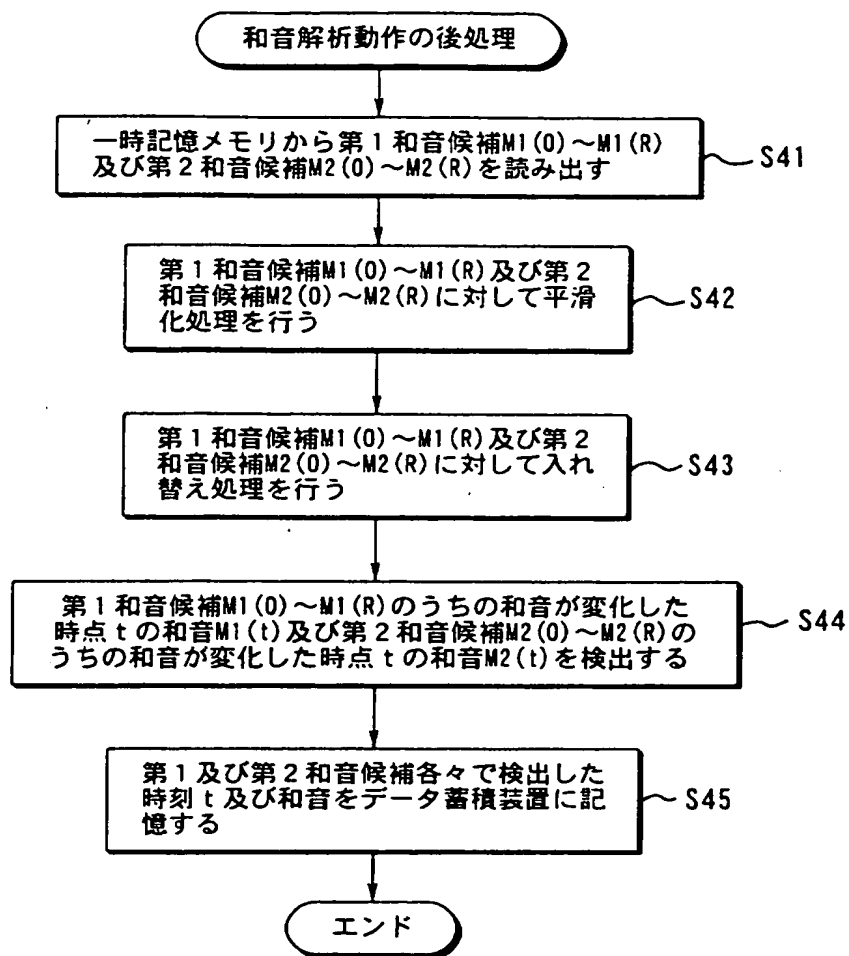 和音解析動作の後処理
一時記憶メモリから第1和音候補M1(0)〜M1(R)
及び第2和音候補M2(0)〜M2(R)を読み出す
S41
第1和音候補M1(0)〜M1(R)及び第2
和音候補M2(0)〜M2(R)に対して平滑
化処理を行う
S42
第1和音候補M1(0)〜M1(R)及び第2
和音候補M2(0)〜M2(R)に対して入れ
替え処理を行う
S43
第1和音候補M1(0)〜M1(R)のうちの和音が変化した
時点tの和音M1(t)及び第2和音候補M2(0)〜M2(R)の
うちの和音が変化した時点tの和音M2(t)を検出する
S44
第1及び第2和音候補各々で検出した
時刻t及び和音をデータ蓄積装置に記
憶する
S45
エンド